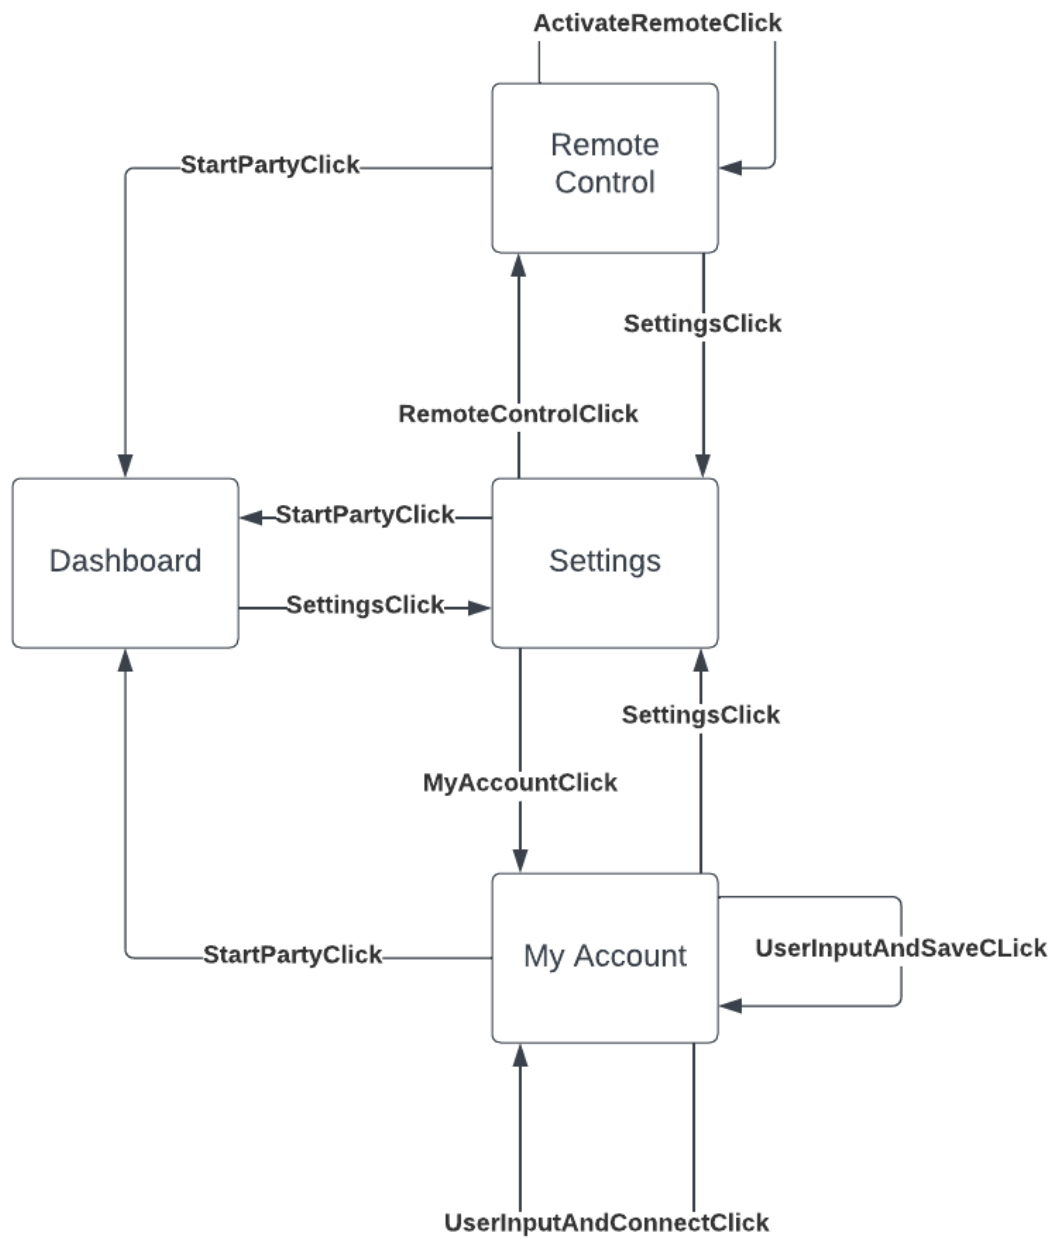 ActivateRemoteClick
Remote
Control
StartPartyClick
SettingsClick
RemoteControlClick
StartPartyClick
Dashboard
Settings
SettingsClick
SettingsClick
MyAccountClick
StartPartyClick
My Account
UserInputAndSaveCLick
UserInputAndConnectClick